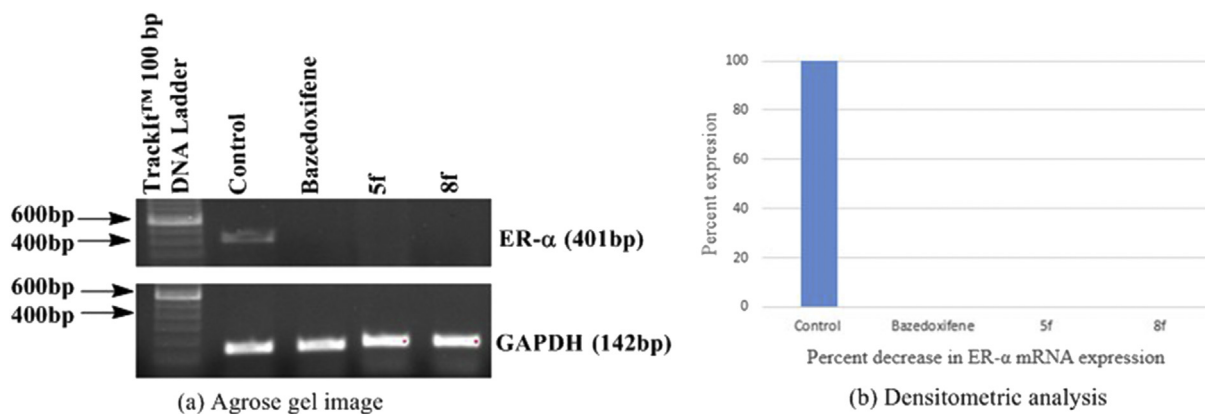 TrackIt™ 100 bp
DNA Ladder
Control
Bazedoxifene
5f
8f
600bp
400bp
ER-α (401bp)
600bp
400bp
GAPDH (142bp)
(a) Agrose gel image
100
80
60
40
20
0
Percent expresion
Control
Bazedoxifene
5f
8f
Percent decrease in ER-α mRNA expression
(b) Densitometric analysis